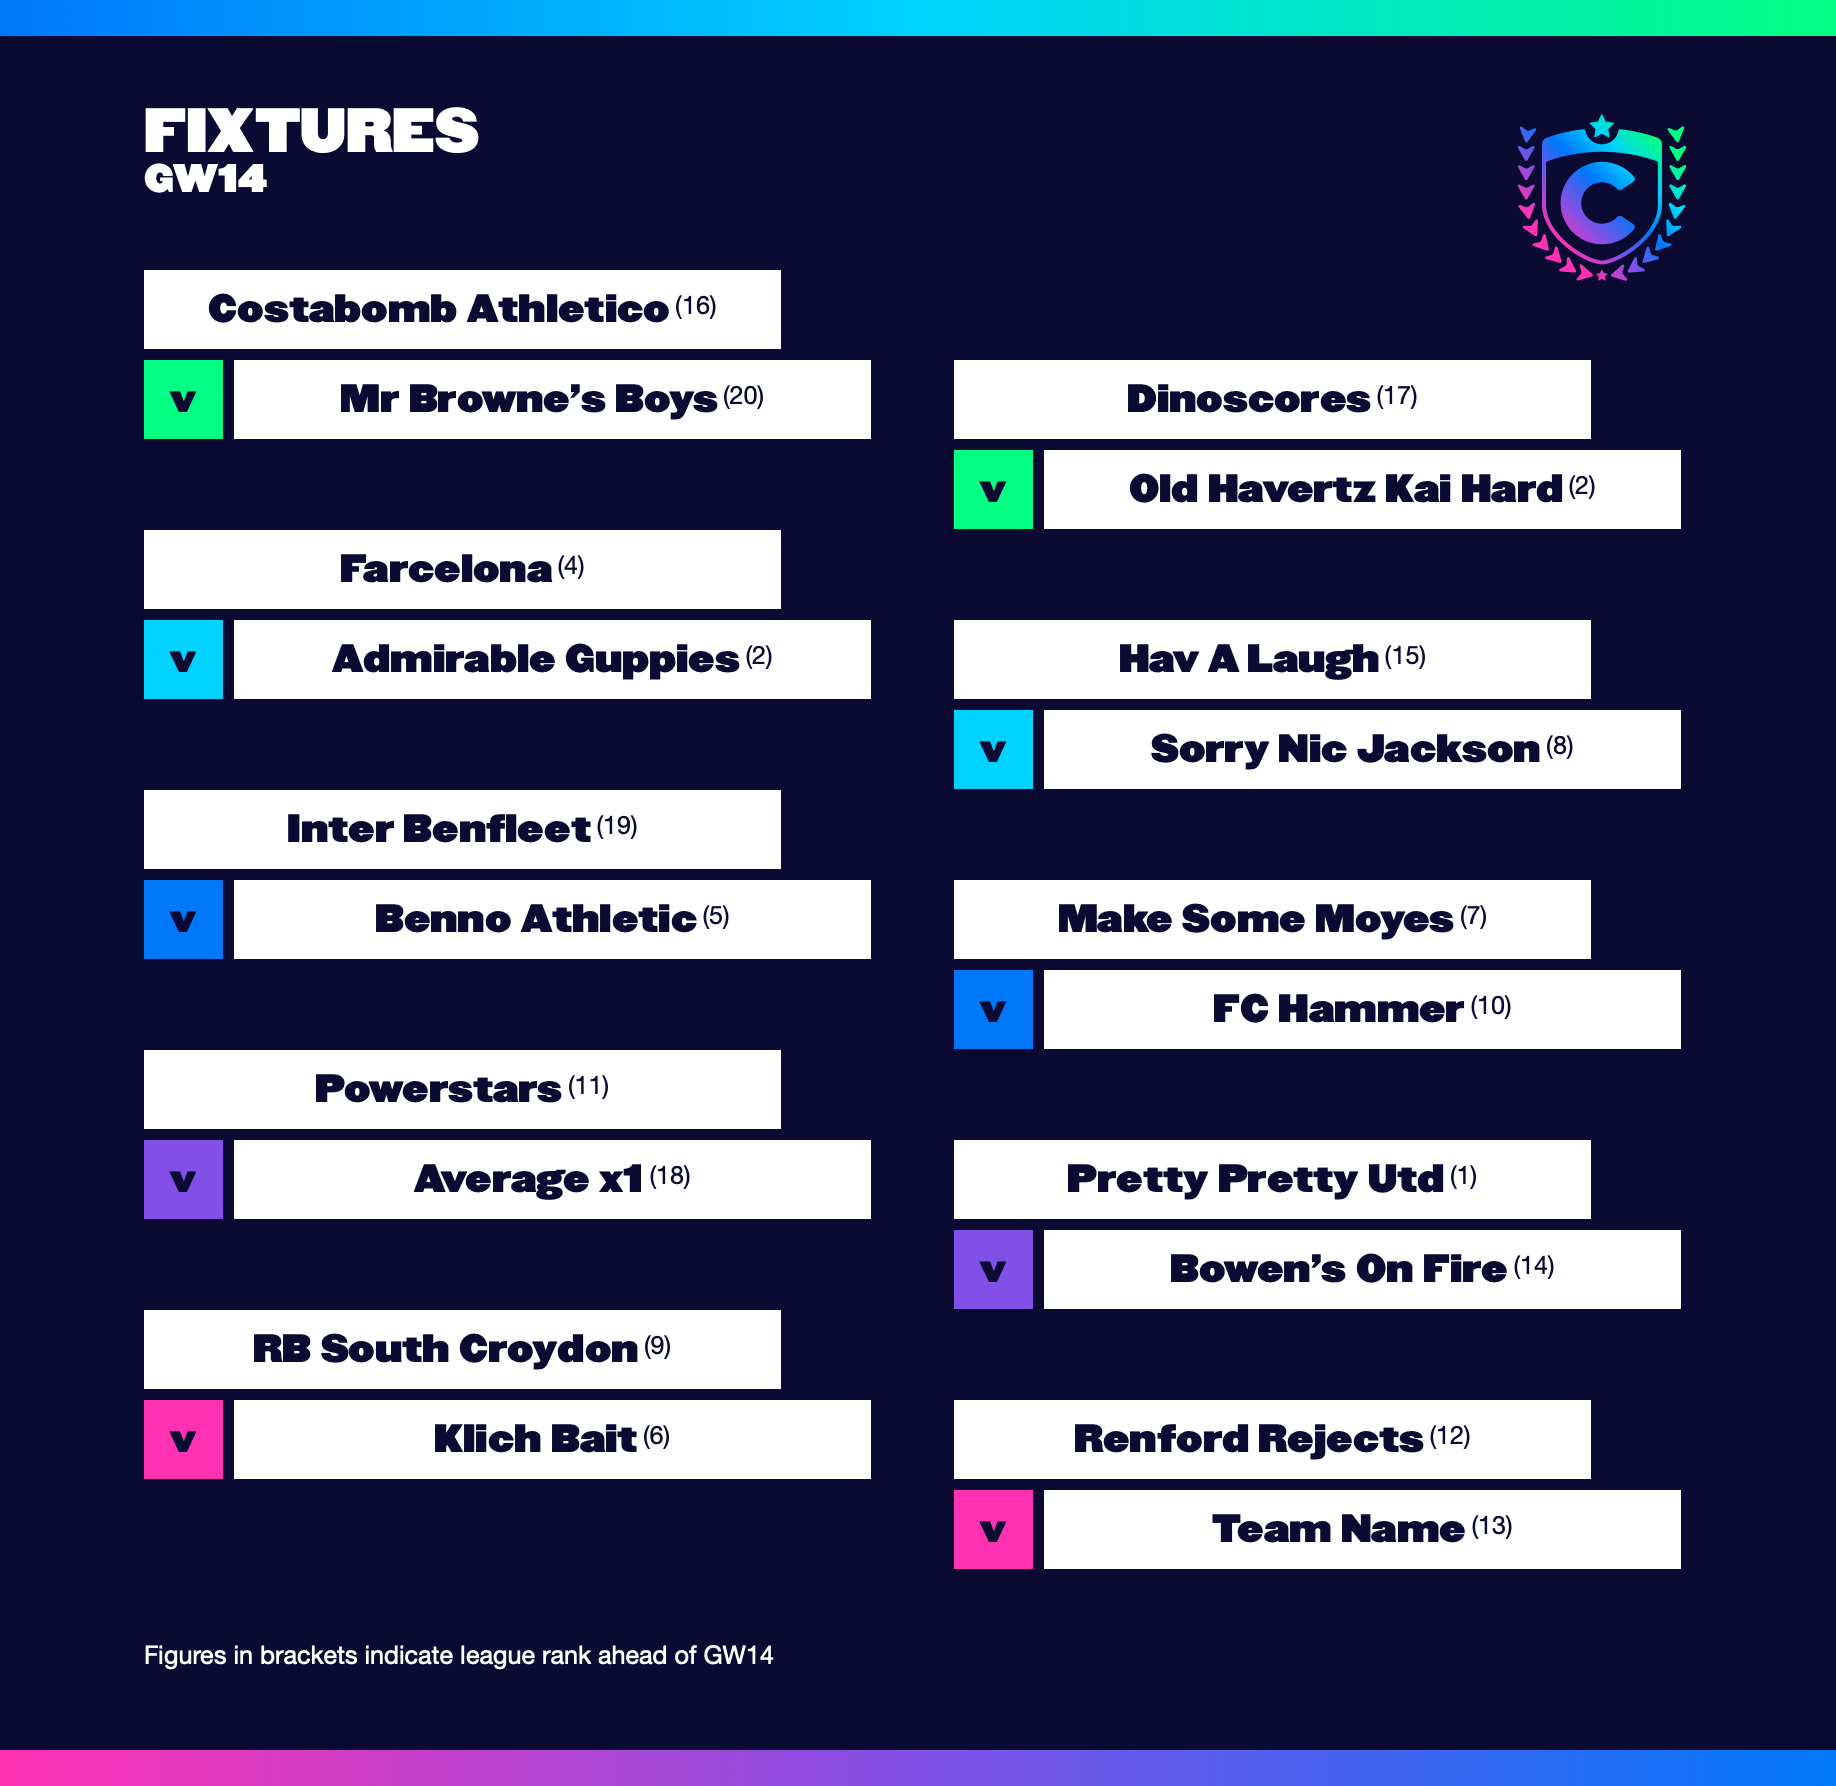 FIXTURES
GW14
Costabomb Athletico (16)
v Mr Browne’s Boys (20)
Farcelona (4)
v Admirable Guppies (2)
Inter Benfleet (19)
v Benno Athletic (5)
Powerstars (11)
v Average x1 (18)
RB South Croydon (9)
v Klich Bait (6)
C
Dinoscores (17)
v Old Havertz Kai Hard (2)
Hav A Laugh (15)
v Sorry Nic Jackson (8)
Make Some Moyes (7)
v FC Hammer (10)
Pretty Pretty Utd (1)
v Bowen’s On Fire (14)
Renford Rejects (12)
v Team Name (13)
Figures in brackets indicate league rank ahead of GW14